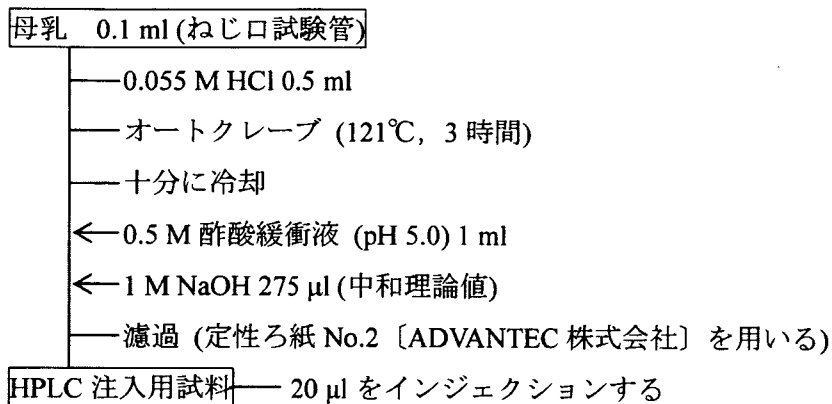 母乳 0.1 ml (ねじ口試験管)
0.055 M HCl 0.5 ml
オートクレーブ (121℃, 3 時間)
十分に冷却
0.5 M 酢酸緩衝液 (pH 5.0) 1 ml
1 M NaOH 275 µl (中和理論値)
濾過 (定性ろ紙 No.2〔ADVANTEC 株式会社〕を用いる)
HPLC 注入用試料 20 µl をインジェクションする